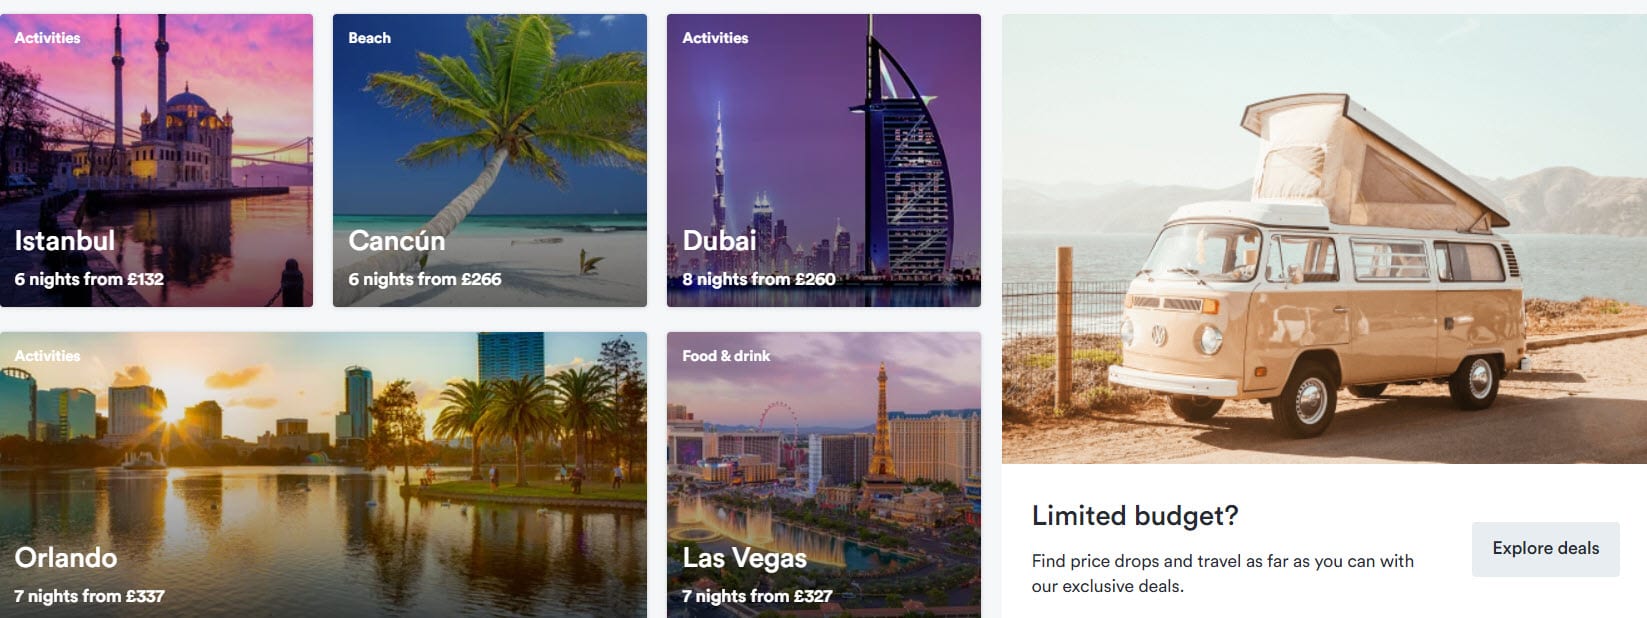 Activities
Istanbul
6 nights from £132
Beach
Cancún
6 nights from £266
Activities
Dubai
8 nights from £260
Activities
Orlando
7 nights from £337
Food & drink
Las Vegas
7 nights from £327
Limited budget?
Find price drops and travel as far as you can with
our exclusive deals.
Explore deals